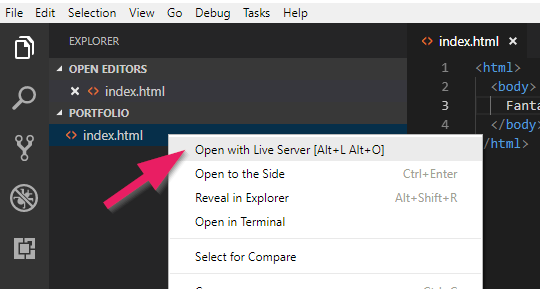 File Edit Selection View Go Debug Tasks Help
EXPLORER
OPEN EDITORS
index.html
PORTFOLIO
index.html
index.html
1 <html>
2 <body>
3 Fanta
4 </body>
/html>
Open with Live Server [Alt+L Alt+O]
Open to the Side Ctrl+Enter
Reveal in Explorer Alt+Shift+R
Open in Terminal
Select for Compare